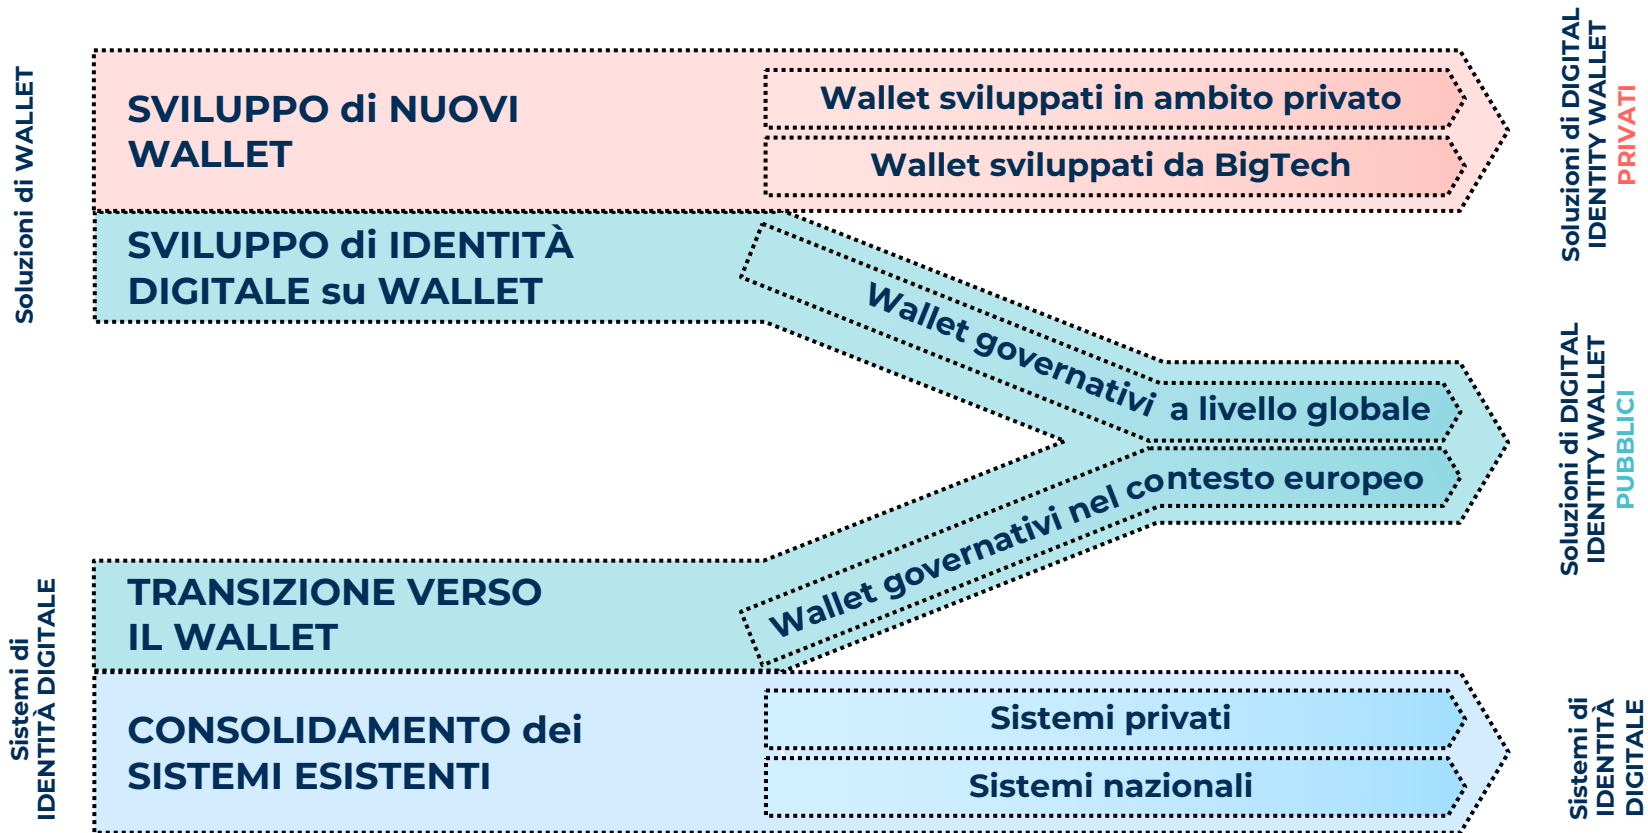 Soluzioni di WALLET
SVILUPPO di NUOVI
WALLET
Wallet sviluppati in ambito privato
Wallet sviluppati da BigTech
Soluzioni di DIGITAL
IDENTITY WALLET
PRIVATI
SVILUPPO di IDENTITÀ
DIGITALE su WALLET
Wallet governativi a livello globale
Wallet governativi nel contesto europeo
Soluzioni di DIGITAL
IDENTITY WALLET
PUBBLICI
Sistemi di
IDENTITÀ DIGITALE
TRANSIZIONE VERSO
IL WALLET
CONSOLIDAMENTO dei
SISTEMI ESISTENTI
Sistemi privati
Sistemi nazionali
Sistemi di
IDENTITÀ
DIGITALE